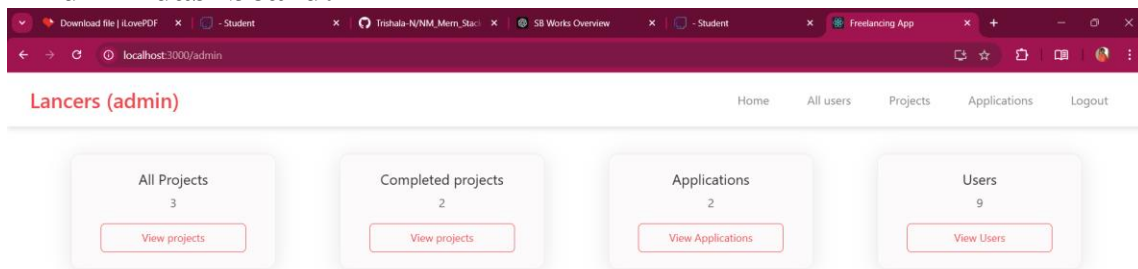 Download file | iLovePDF - Student Trishala-N/NM_Mern_Stac SB Works Overview - Student Freelancing App
localhost:3000/admin
Lancers (admin) Home All users Projects Applications Logout
All Projects Completed projects Applications Users
3 2 2 9
View projects View projects View Applications View Users